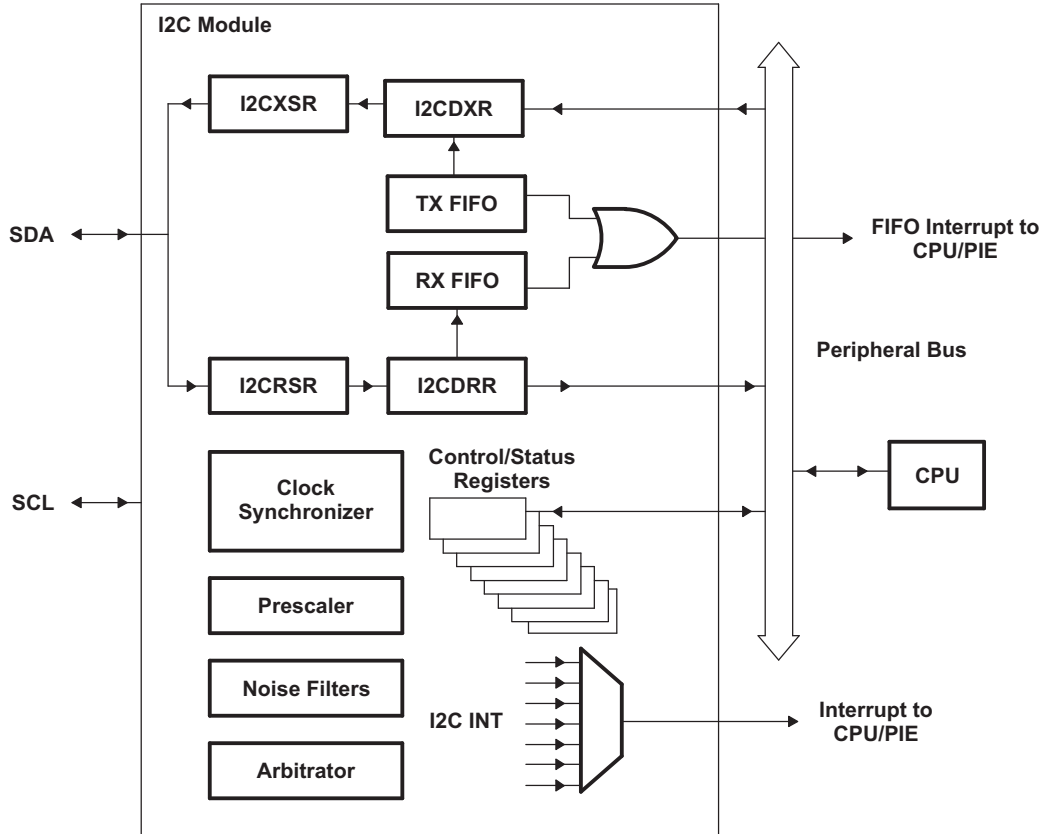 I2C Module
I2CXSR
I2CDXR
TX FIFO
SDA
FIFO Interrupt to
CPU/PIE
RX FIFO
Peripheral Bus
I2CRSR
I2CDRR
Control/Status
Registers
CPU
SCL
Clock
Synchronizer
Prescaler
Noise Filters
I2C INT
Interrupt to
CPU/PIE
Arbitrator